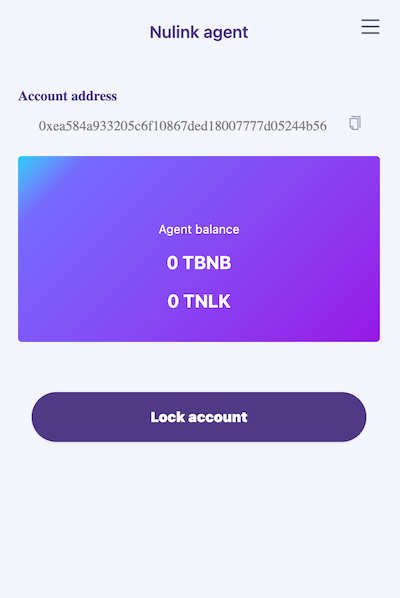 Nulink agent
Account address
0xea584a933205c6f10867ded18007777d05244b56
Agent balance
0 TBNB
0 TNLK
Lock account